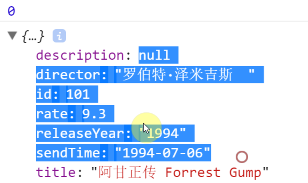 0
▼ {…} i
description: null
director: "罗伯特·泽米吉斯 "
id: 101
rate: 9.3
releaseYear: "1994"
sendTime: "1994-07-06"
title: "阿甘正传 Forrest Gump"